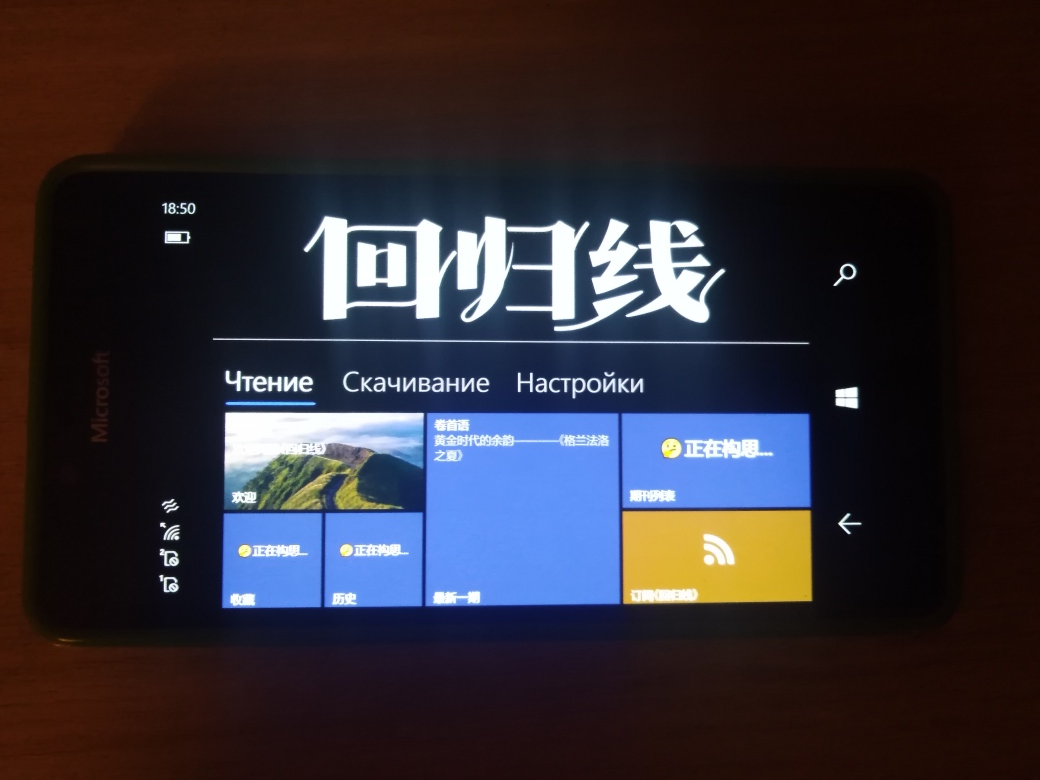 18:50
Microsoft
回归线
Чтение Скачивание Настройки
欢迎
卷首语
黄金时代的余韵————《格兰法洛
之夏》
最新一期
🤔正在构思...
期刊列表
🤔正在构思...
收藏
🤔正在构思...
历史
订阅《回归线》
2
1